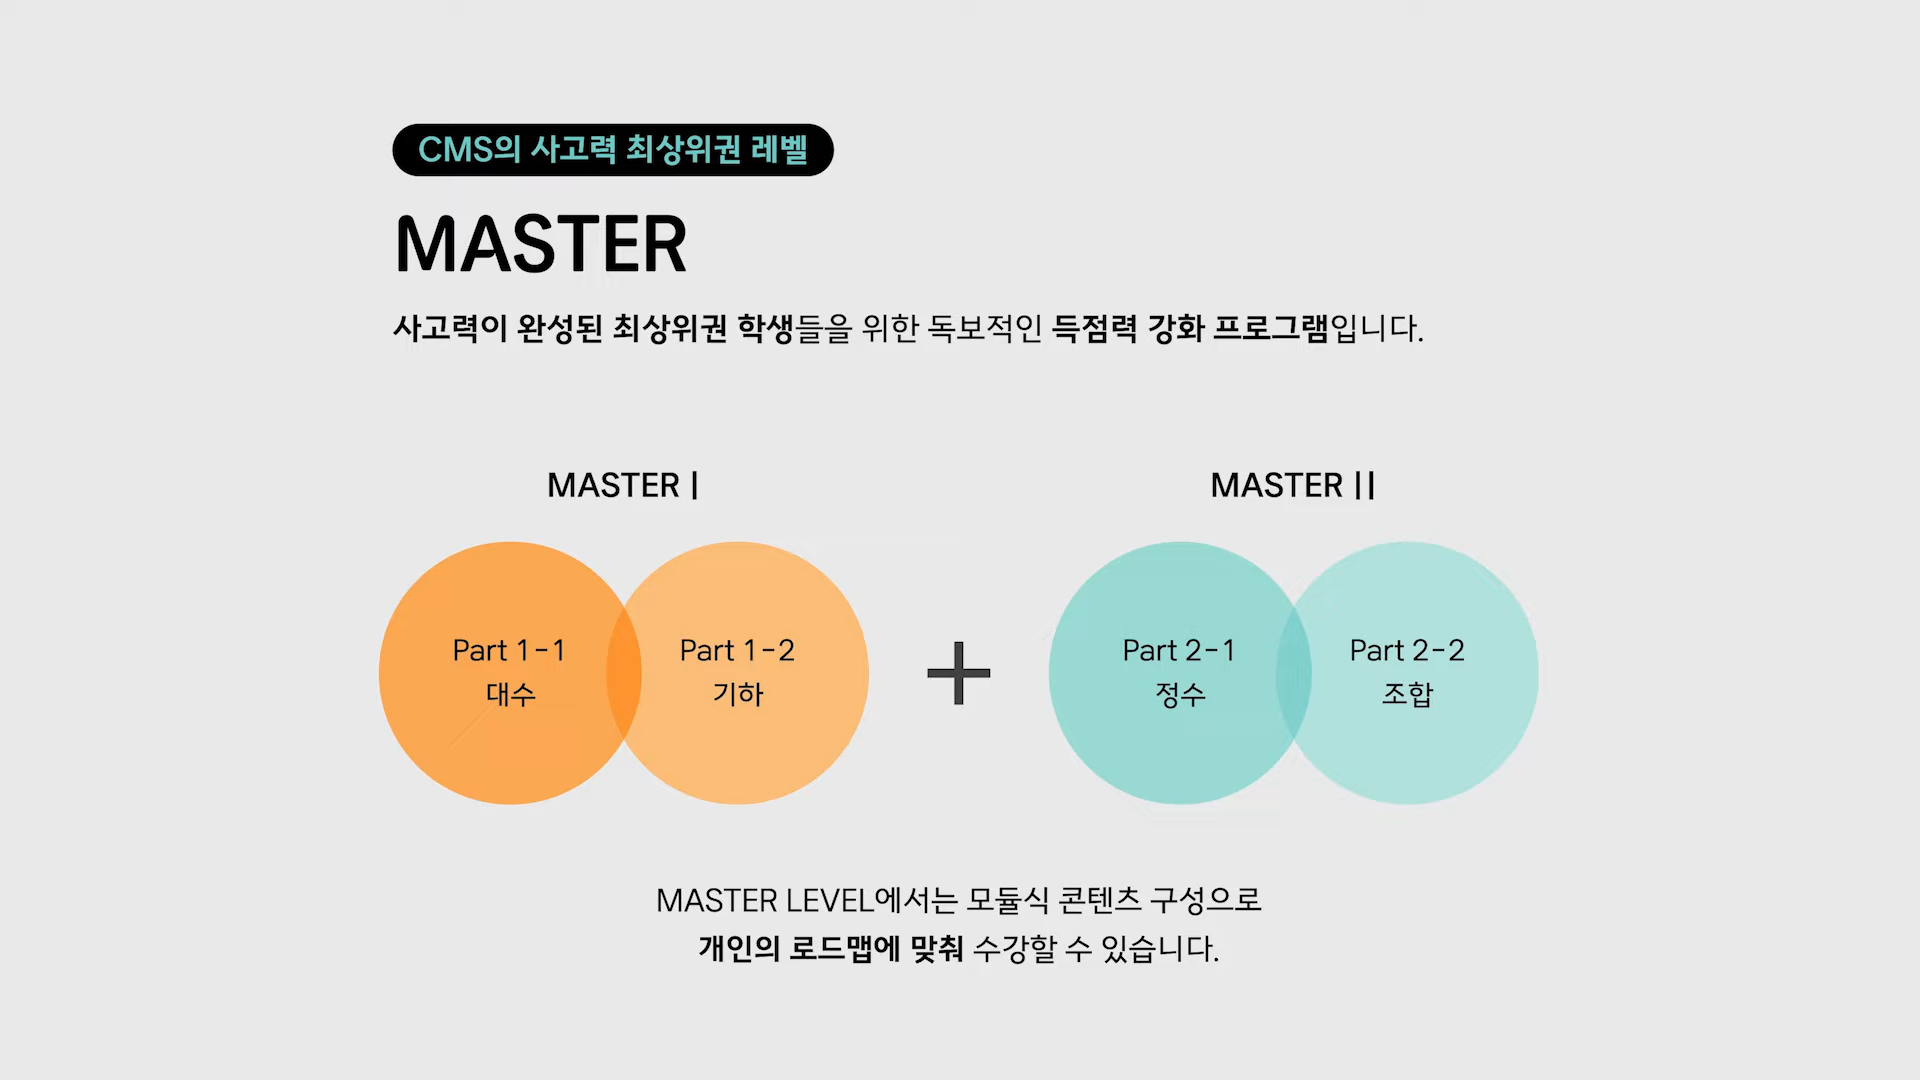 CMS의 사고력 최상위권 레벨
MASTER
사고력이 완성된 최상위권 학생들을 위한 독보적인 득점력 강화 프로그램입니다.
MASTER I
MASTER II
Part 1-1
대수
Part 1-2
기하
+
Part 2-1
정수
Part 2-2
조합
MASTER LEVEL에서는 모듈식 콘텐츠 구성으로
개인의 로드맵에 맞춰 수강할 수 있습니다.